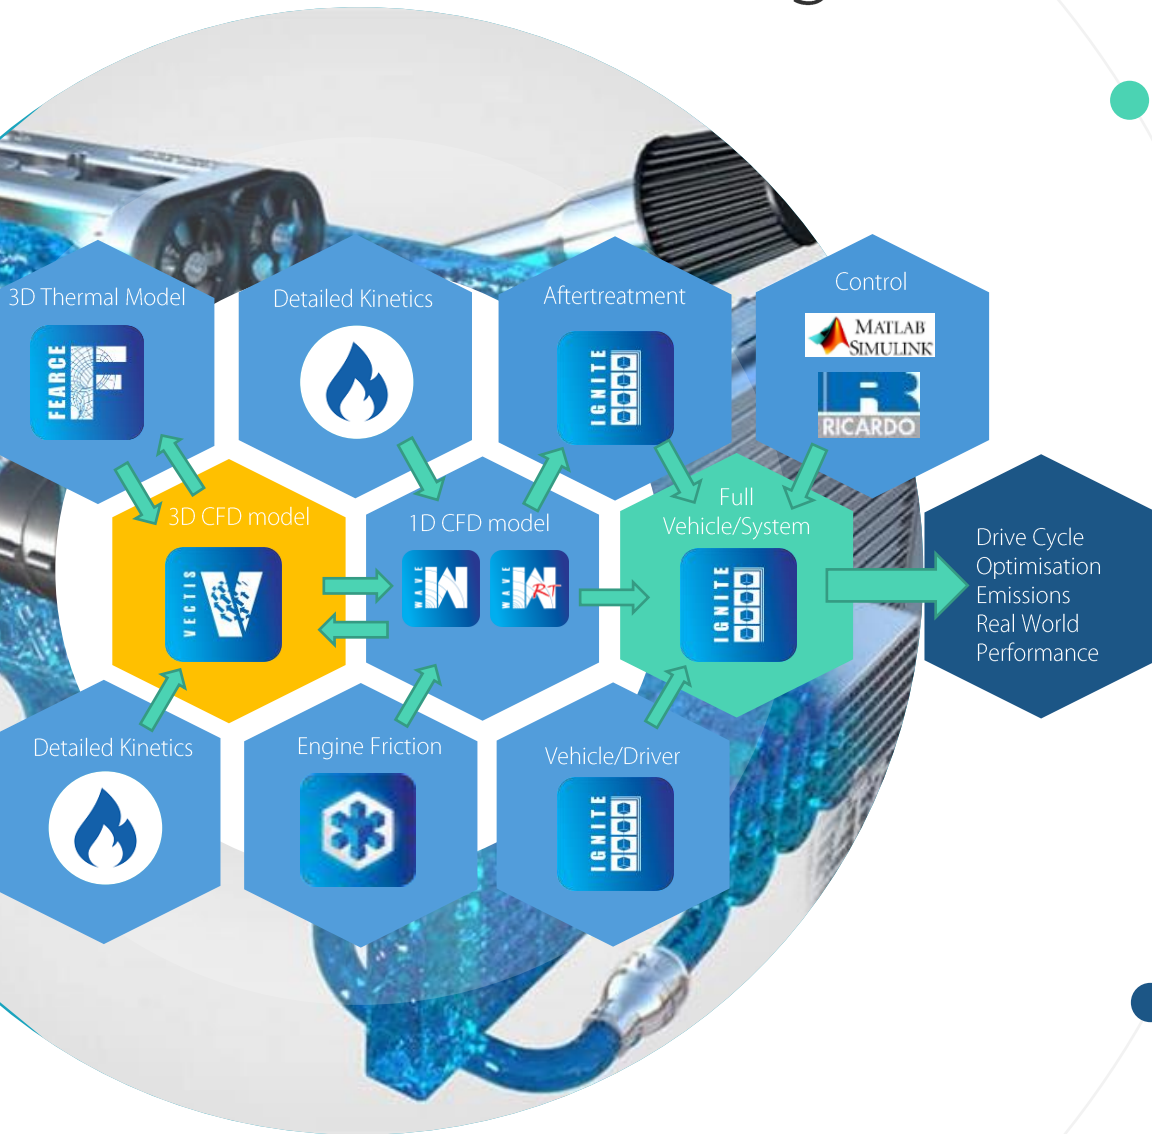 3D Thermal Model
FEARCE
F
Detailed Kinetics
Aftertreatment
IGNITE
Control
MATLAB
SIMULINK
R
RICARDO
3D CFD model
VECTIS
V
1D CFD model
WAVE
W
WAVE
W
RT
Full
Vehicle/System
IGNITE
Drive Cycle
Optimisation
Emissions
Real World
Performance
Detailed Kinetics
Engine Friction
Vehicle/Driver
IGNITE